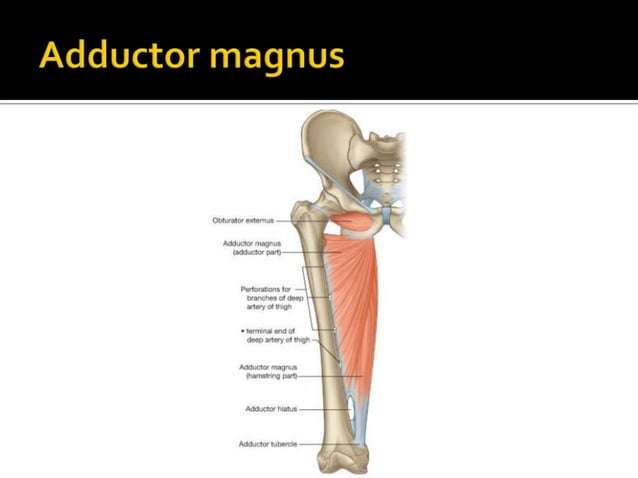 Adductor magnus
Obturator externus
Adductor magnus
(adductor part)
Perforations for
branches of deep
artery of thigh
• terminal end of
deep artery of thigh
Adductor magnus
(hamstring part)
Adductor hiatus
Adductor tubercle